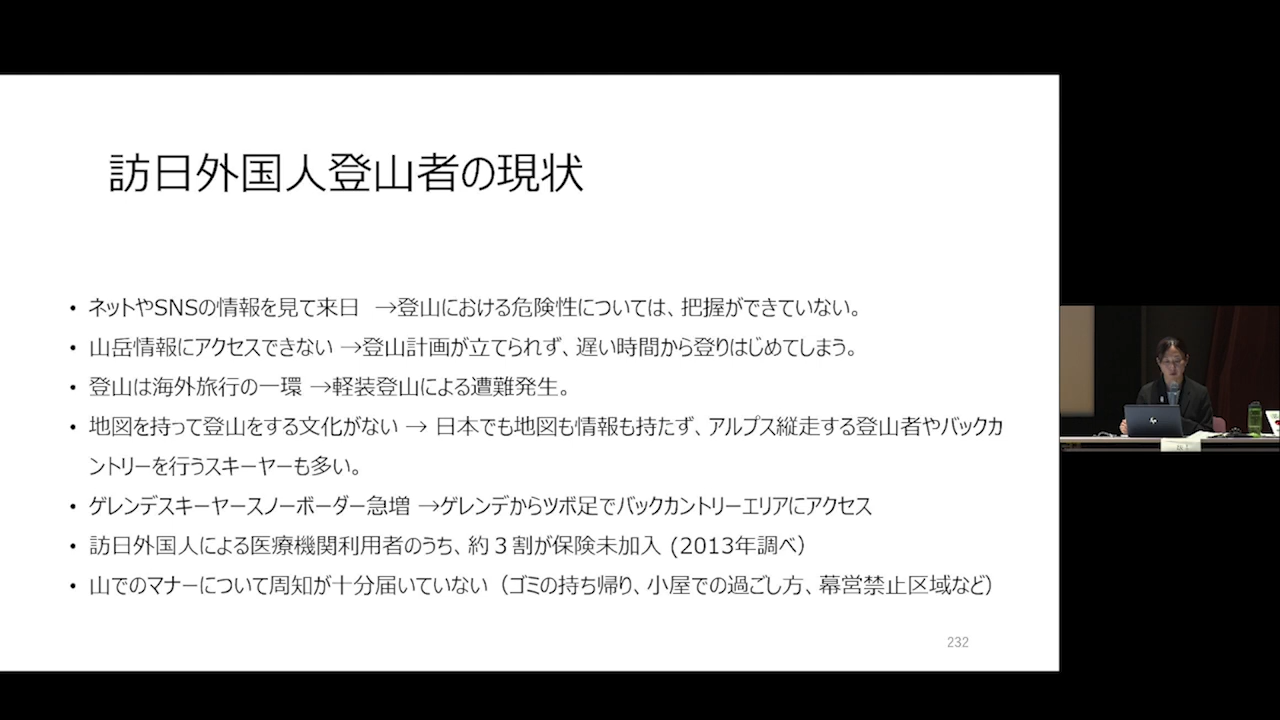 訪日外国人登山者の現状
• ネットやSNSの情報を見て来日 →登山における危険性については、把握ができていない。
• 山岳情報にアクセスできない →登山計画が立てられず、遅い時間から登りはじめてしまう。
• 登山は海外旅行の一環 →軽装登山による遭難発生。
• 地図を持って登山をする文化がない → 日本でも地図も情報も持たず、アルプス縦走する登山者やバックカ
ントリーを行うスキーヤーも多い。
• ゲレンデスキーヤースノーボーダー急増 →ゲレンデからツボ足でバックカントリーエリアにアクセス
• 訪日外国人による医療機関利用者のうち、約３割が保険未加入 (2013年調べ）
• 山でのマナーについて周知が十分届いていない（ゴミの持ち帰り、小屋での過ごし方、幕営禁止区域など）
232